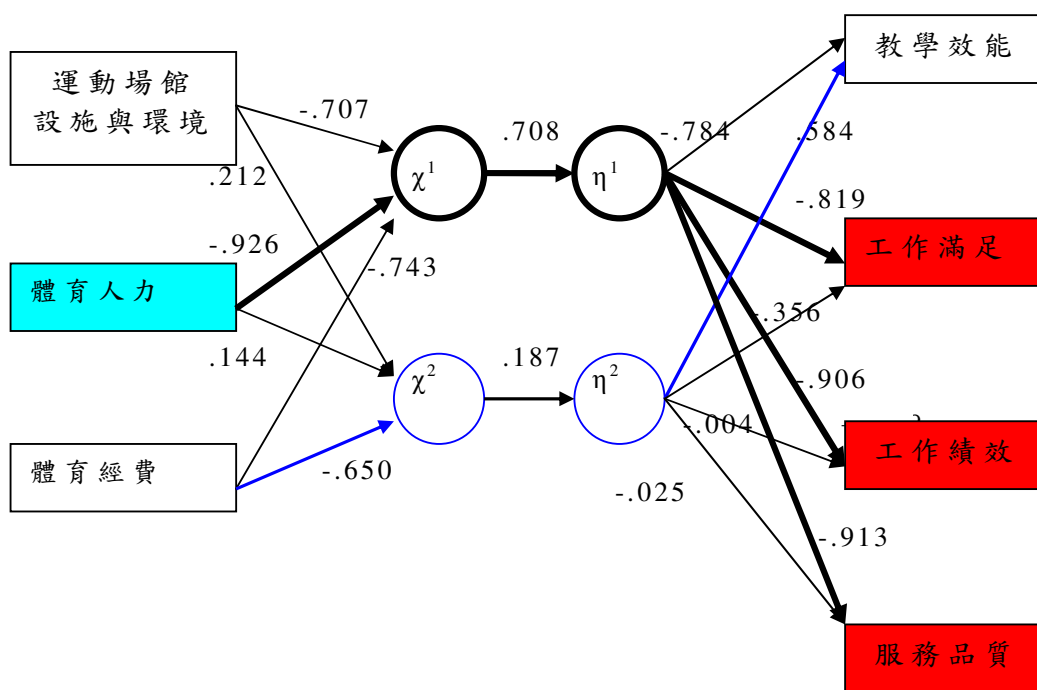 教學效能
運動場館
設施與環境
-.707
.708
-.784
.584
χ1
η1
.212
-.819
-.926
-.743
工作滿足
體育人力
-.356
.144
.187
χ2
η2
-.906
-.004
體育經費
-.650
-.025
工作績效
-.913
服務品質